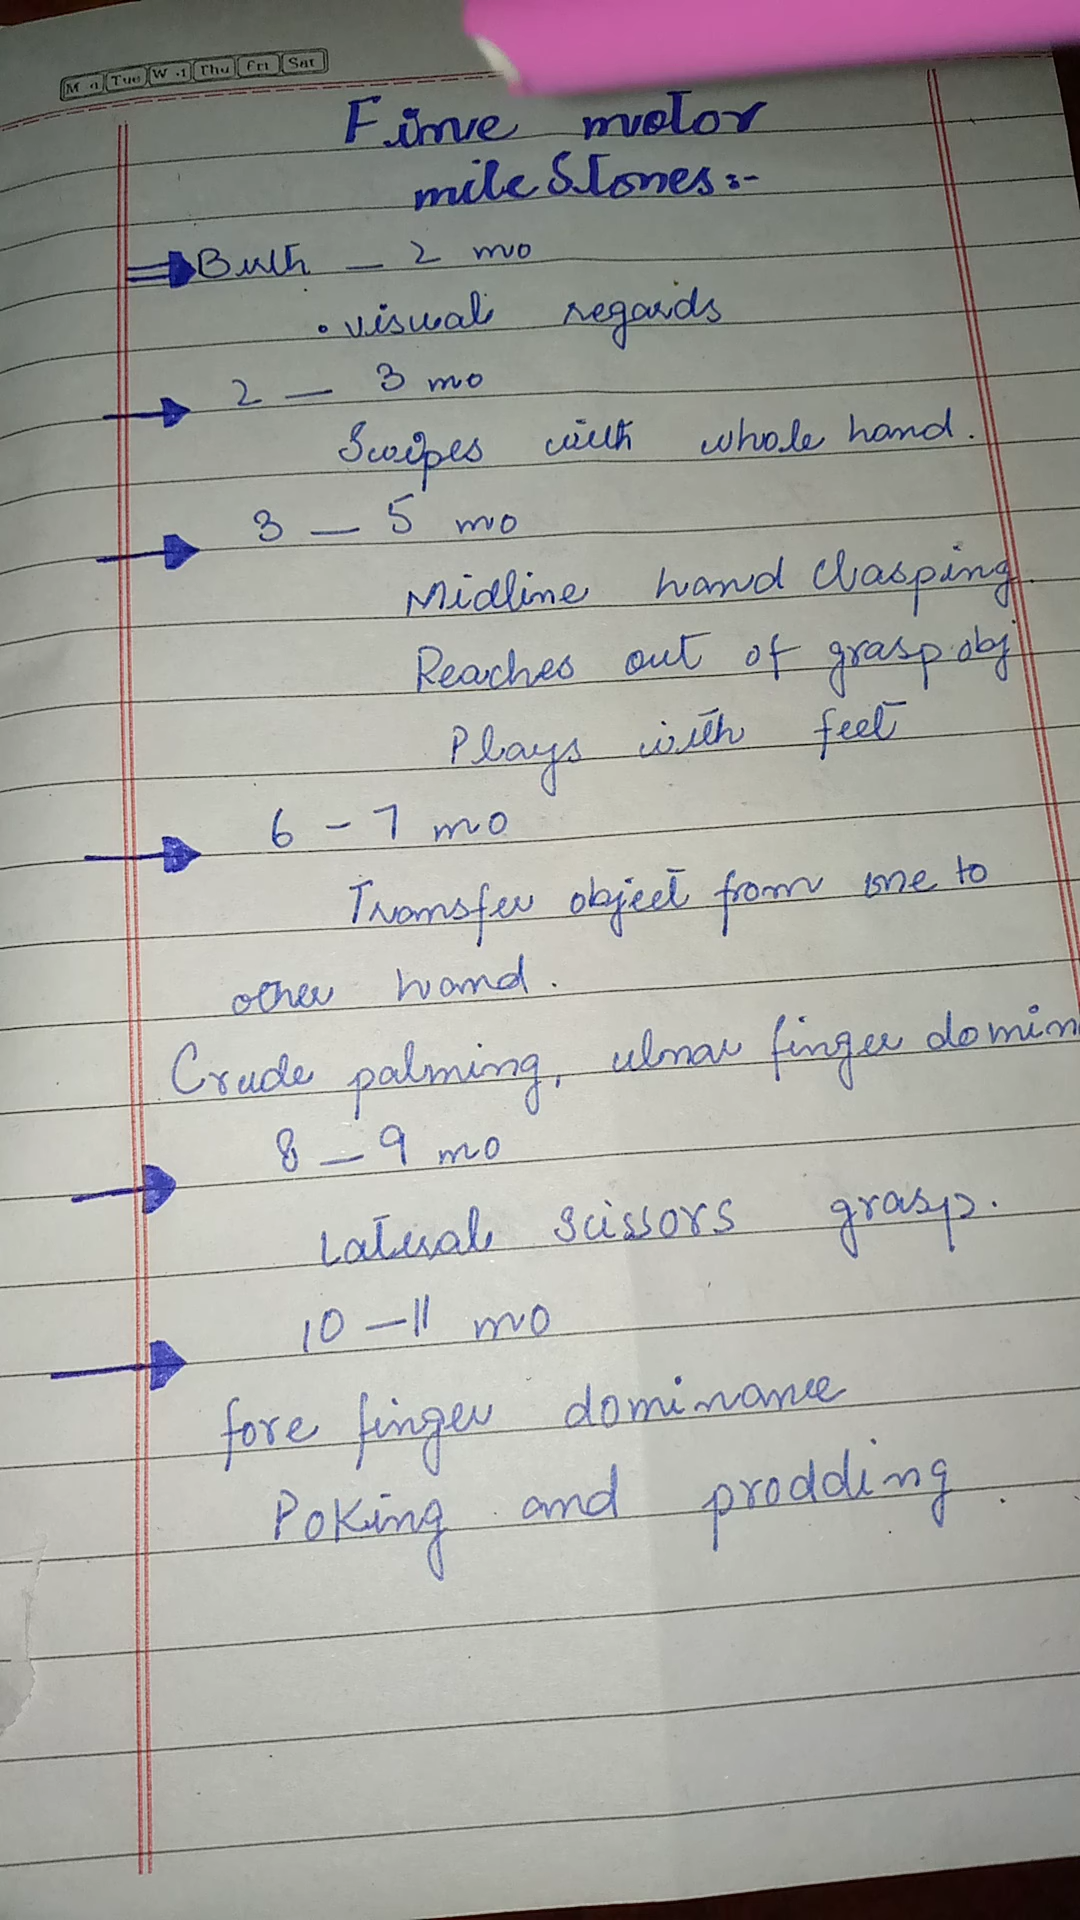 Tue Thu Fri Sat
Fine motor
mile Stones:-
Birth - 2 mo
• visual regards
2 - 3 mo
Swipes with whole hand.
3 - 5 mo
Midline hand clasping
Reaches out of grasp obj
Plays with feet
6 - 7 mo
Transfer object from one to
other hand.
Crude palming, ulnar finger domin
8 - 9 mo
Lateral scissors grasp.
10 - 11 mo
fore finger dominance
Poking and prodding